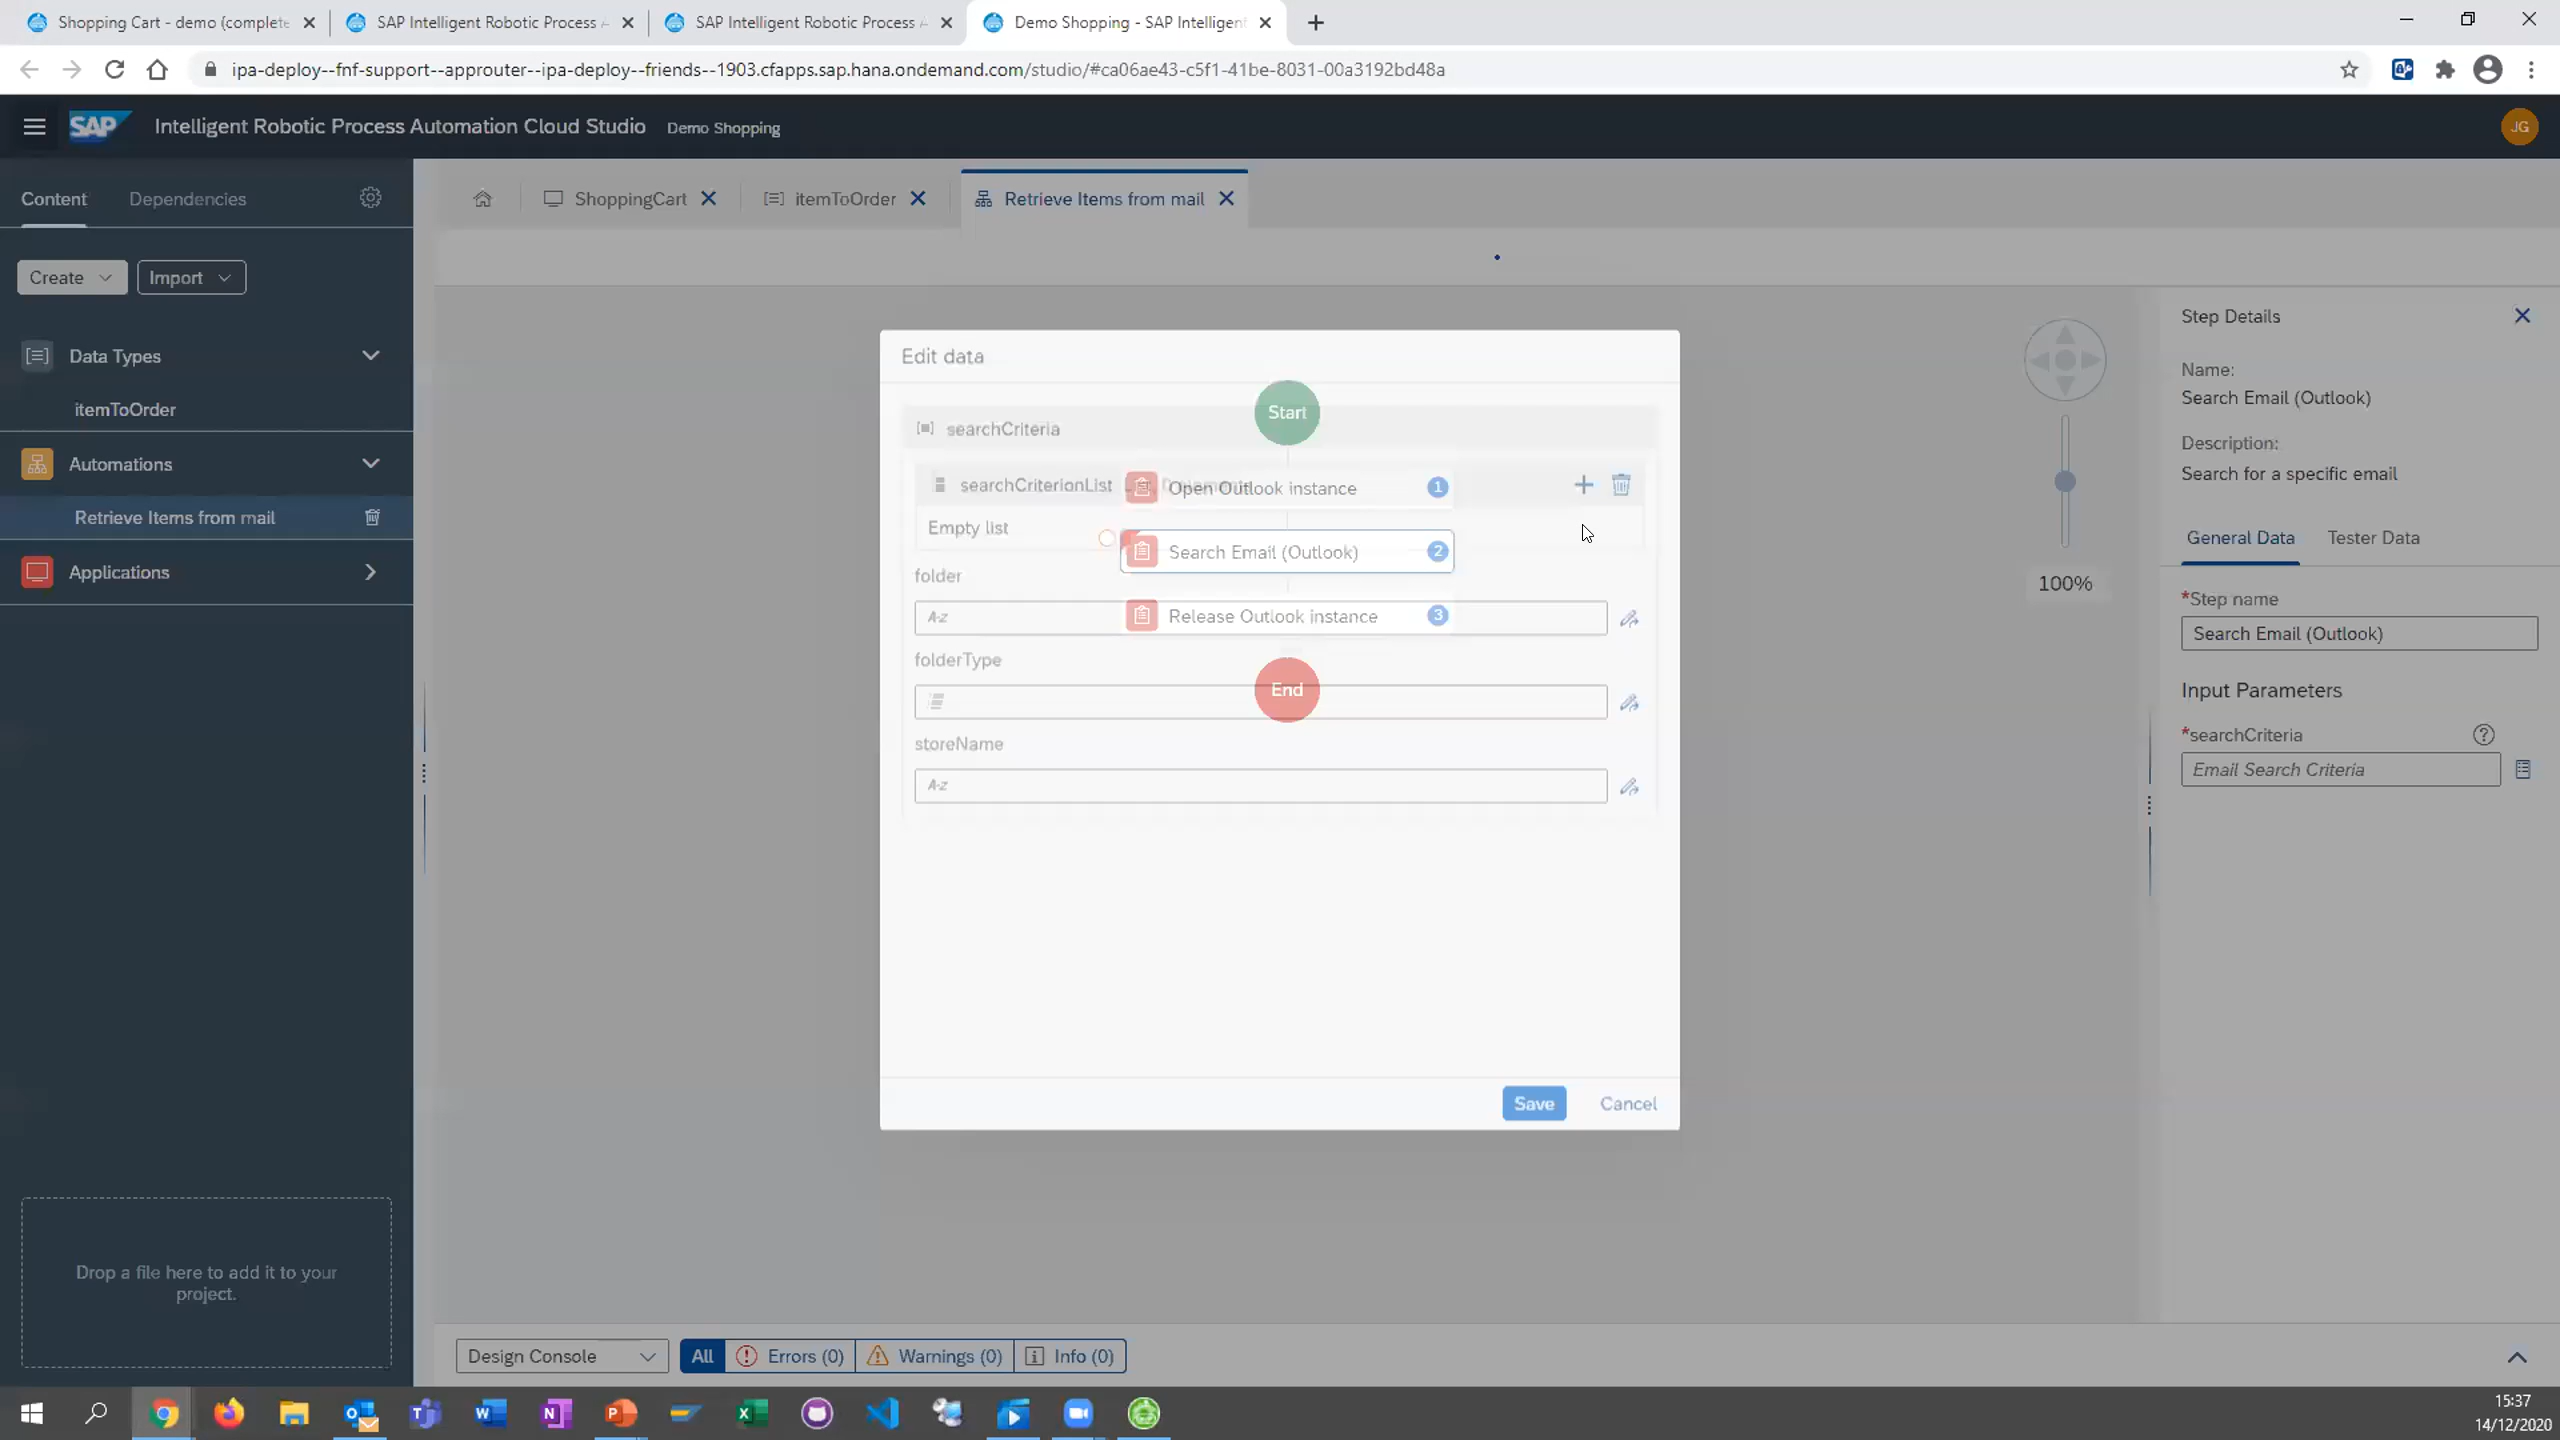 Shopping Cart - demo (complete
SAP Intelligent Robotic Process A
SAP Intelligent Robotic Process A
Demo Shopping - SAP Intelligent
ipa-deploy--fnf-support--approuter--ipa-deploy--friends--1903.cfapps.sap.hana.ondemand.com/studio/#ca06ae43-c5f1-41be-8031-00a3192bd48a
SAP Intelligent Robotic Process Automation Cloud Studio Demo Shopping
JG
Content
Dependencies
ShoppingCart
itemToOrder
Retrieve Items from mail
Create
Import
Data Types
itemToOrder
Automations
Retrieve Items from mail
Applications
Drop a file here to add it to your
project.
Edit data
searchCriteria
searchCriterionList
Empty list
folder
A-z
folderType
storeName
A-z
Save
Cancel
Start
Open Outlook instance 1
Search Email (Outlook) 2
Release Outlook instance 3
End
100%
Step Details
Name:
Search Email (Outlook)
Description:
Search for a specific email
General Data
Tester Data
*Step name
Search Email (Outlook)
Input Parameters
*searchCriteria
Email Search Criteria
Design Console
All
Errors (0)
Warnings (0)
Info (0)
15:37
14/12/2020